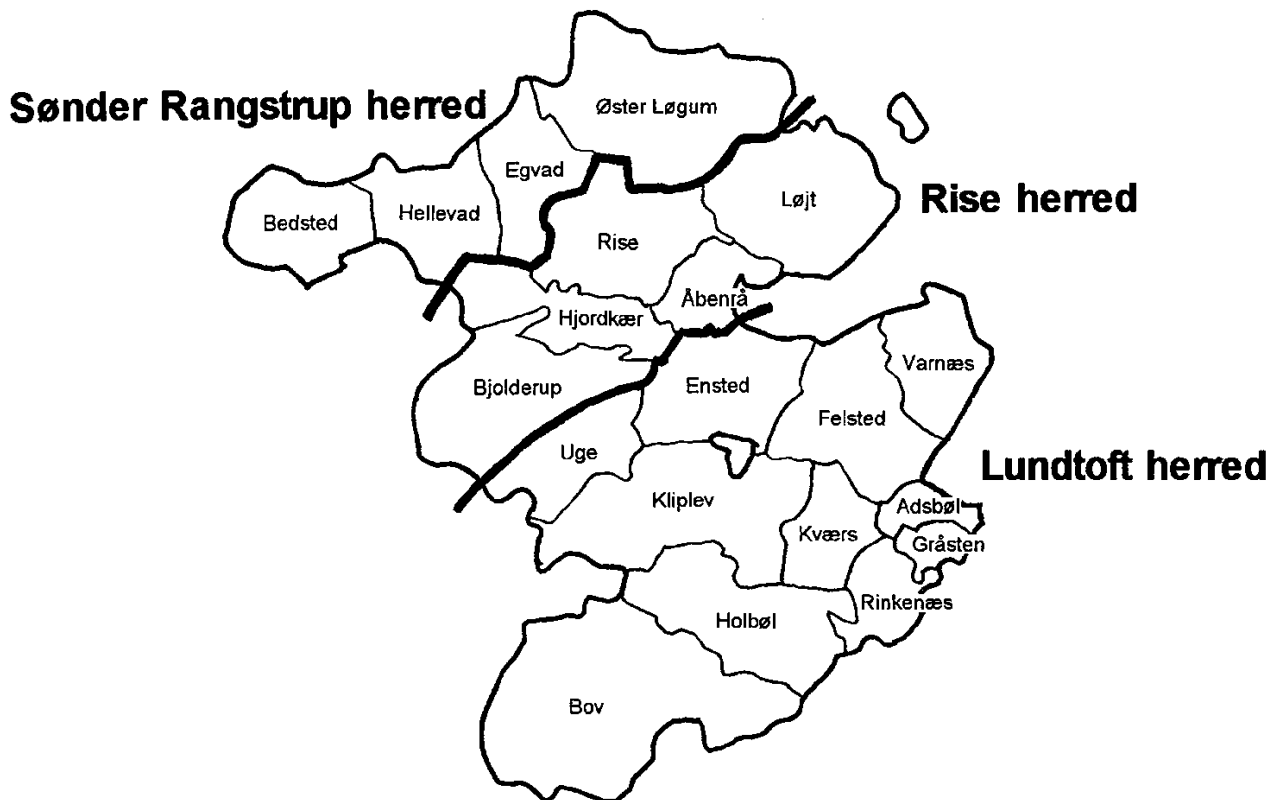 Sønder Rangstrup herred
Øster Løgum
Egvad
Bedsted
Hellevad
Løjt
Rise herred
Rise
Åbenrå
Hjordkær
Bjolderup
Ensted
Varnæs
Felsted
Uge
Lundtoft herred
Kliplev
Adsbøl
Kværs
Gråsten
Rinkenæs
Holbøl
Bov